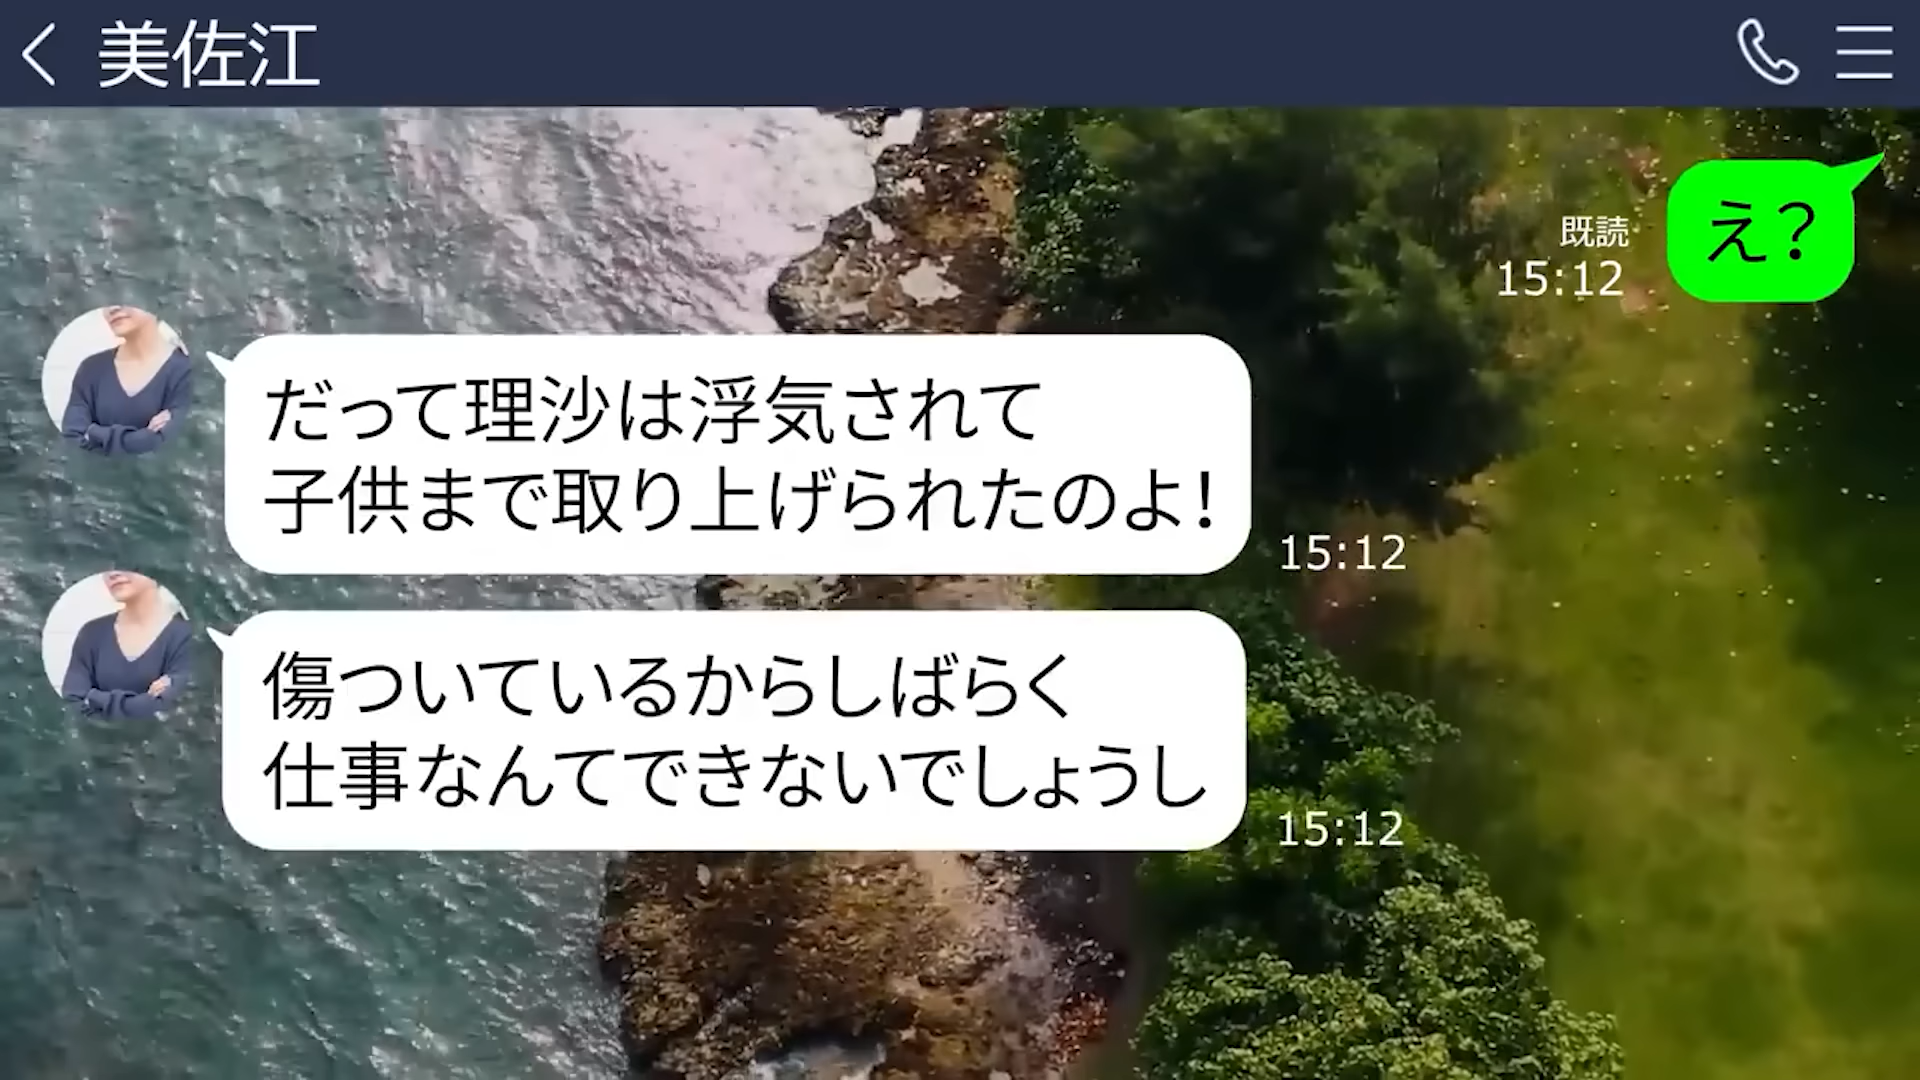 美佐江
え？
既読
15:12
だって理沙は浮気されて
子供まで取り上げられたのよ！
15:12
傷ついているからしばらく
仕事なんてできないでしょうし
15:12